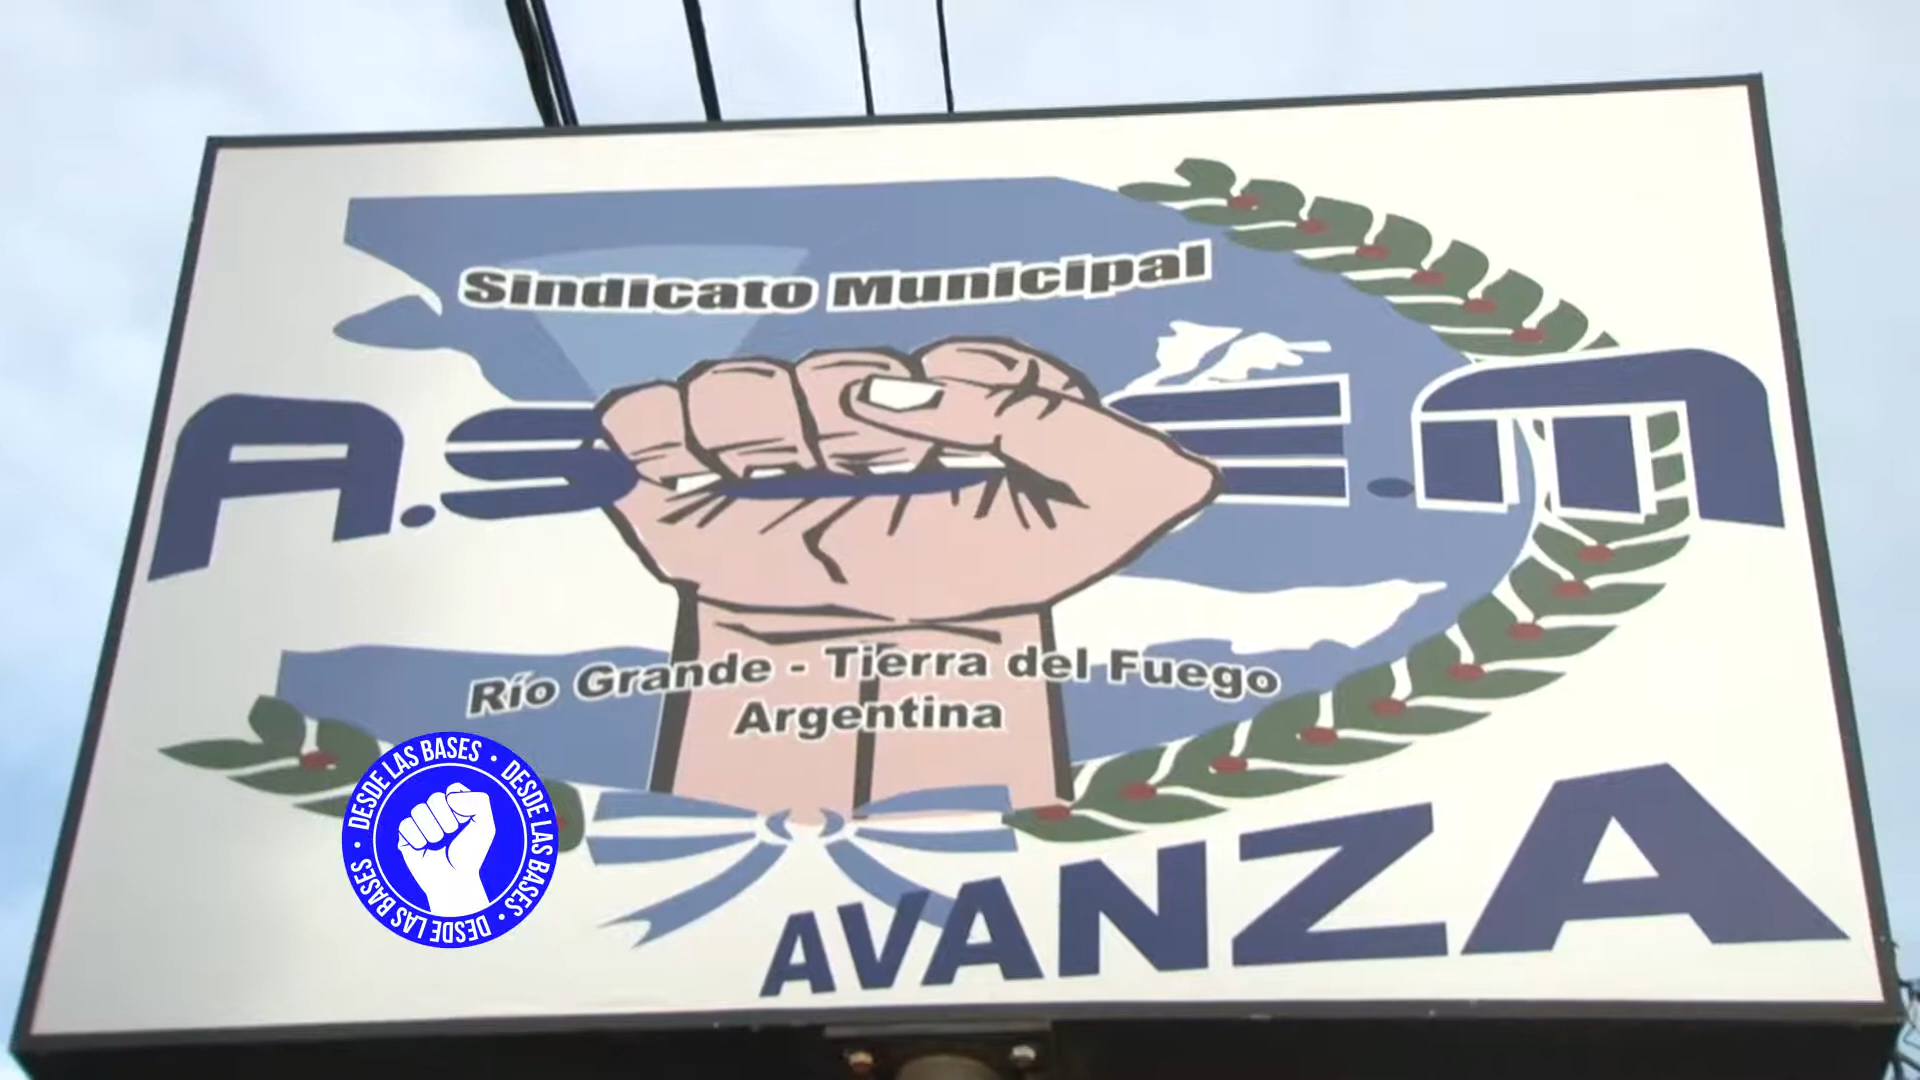 Sindicato Municipal
A.S.E.M
Río Grande - Tierra del Fuego
Argentina
AVANZA
DESDE LAS BASES • DESDE LAS BASES • DESDE LAS BASES •